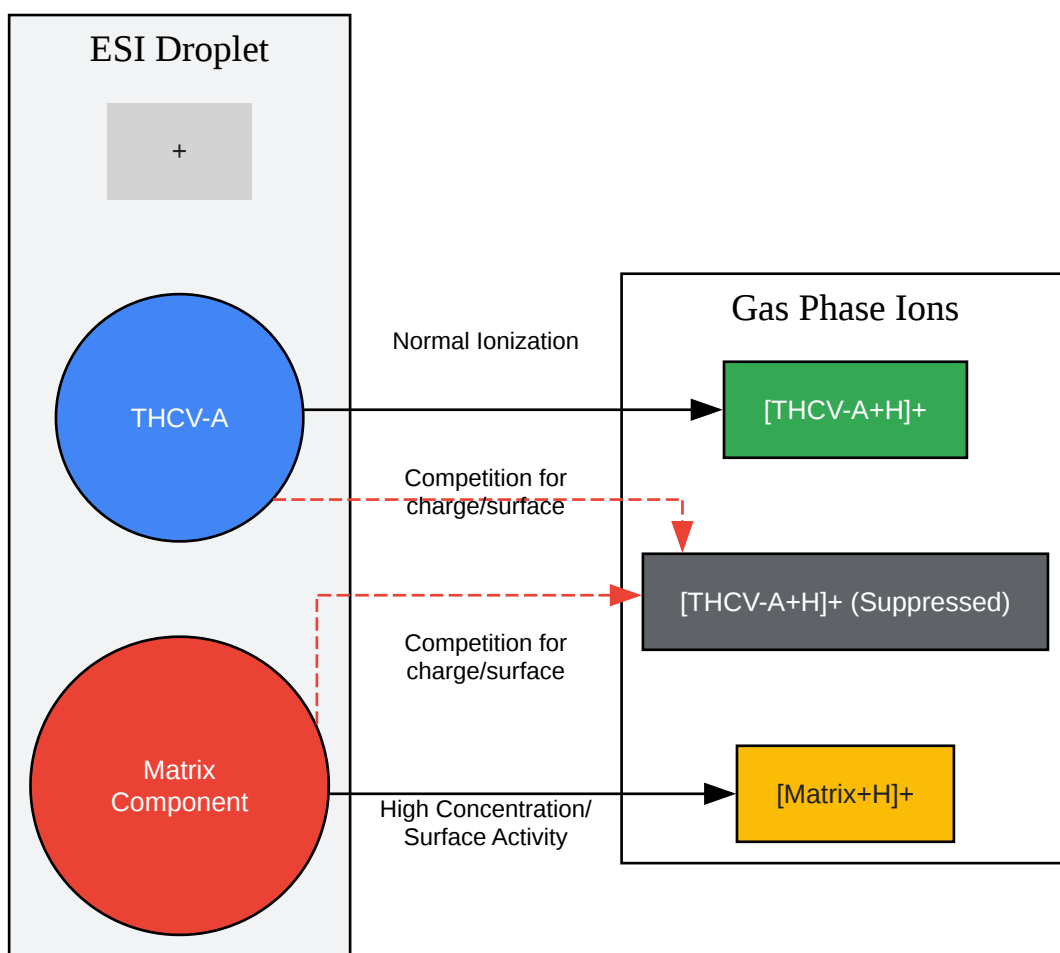 ESI Droplet
+
THCV-A
Matrix
Component
Normal Ionization
Competition for
charge/surface
Competition for
charge/surface
High Concentration/
Surface Activity
Gas Phase Ions
[THCV-A+H]+
[THCV-A+H]+ (Suppressed)
[Matrix+H]+